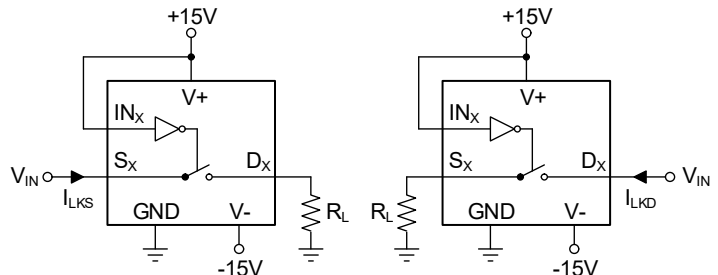 +15V
V+
INX
SX
DX
VIN
ILKS
GND
V-
RL
-15V
+15V
V+
INX
SX
DX
VIN
ILKD
RL
GND
V-
-15V